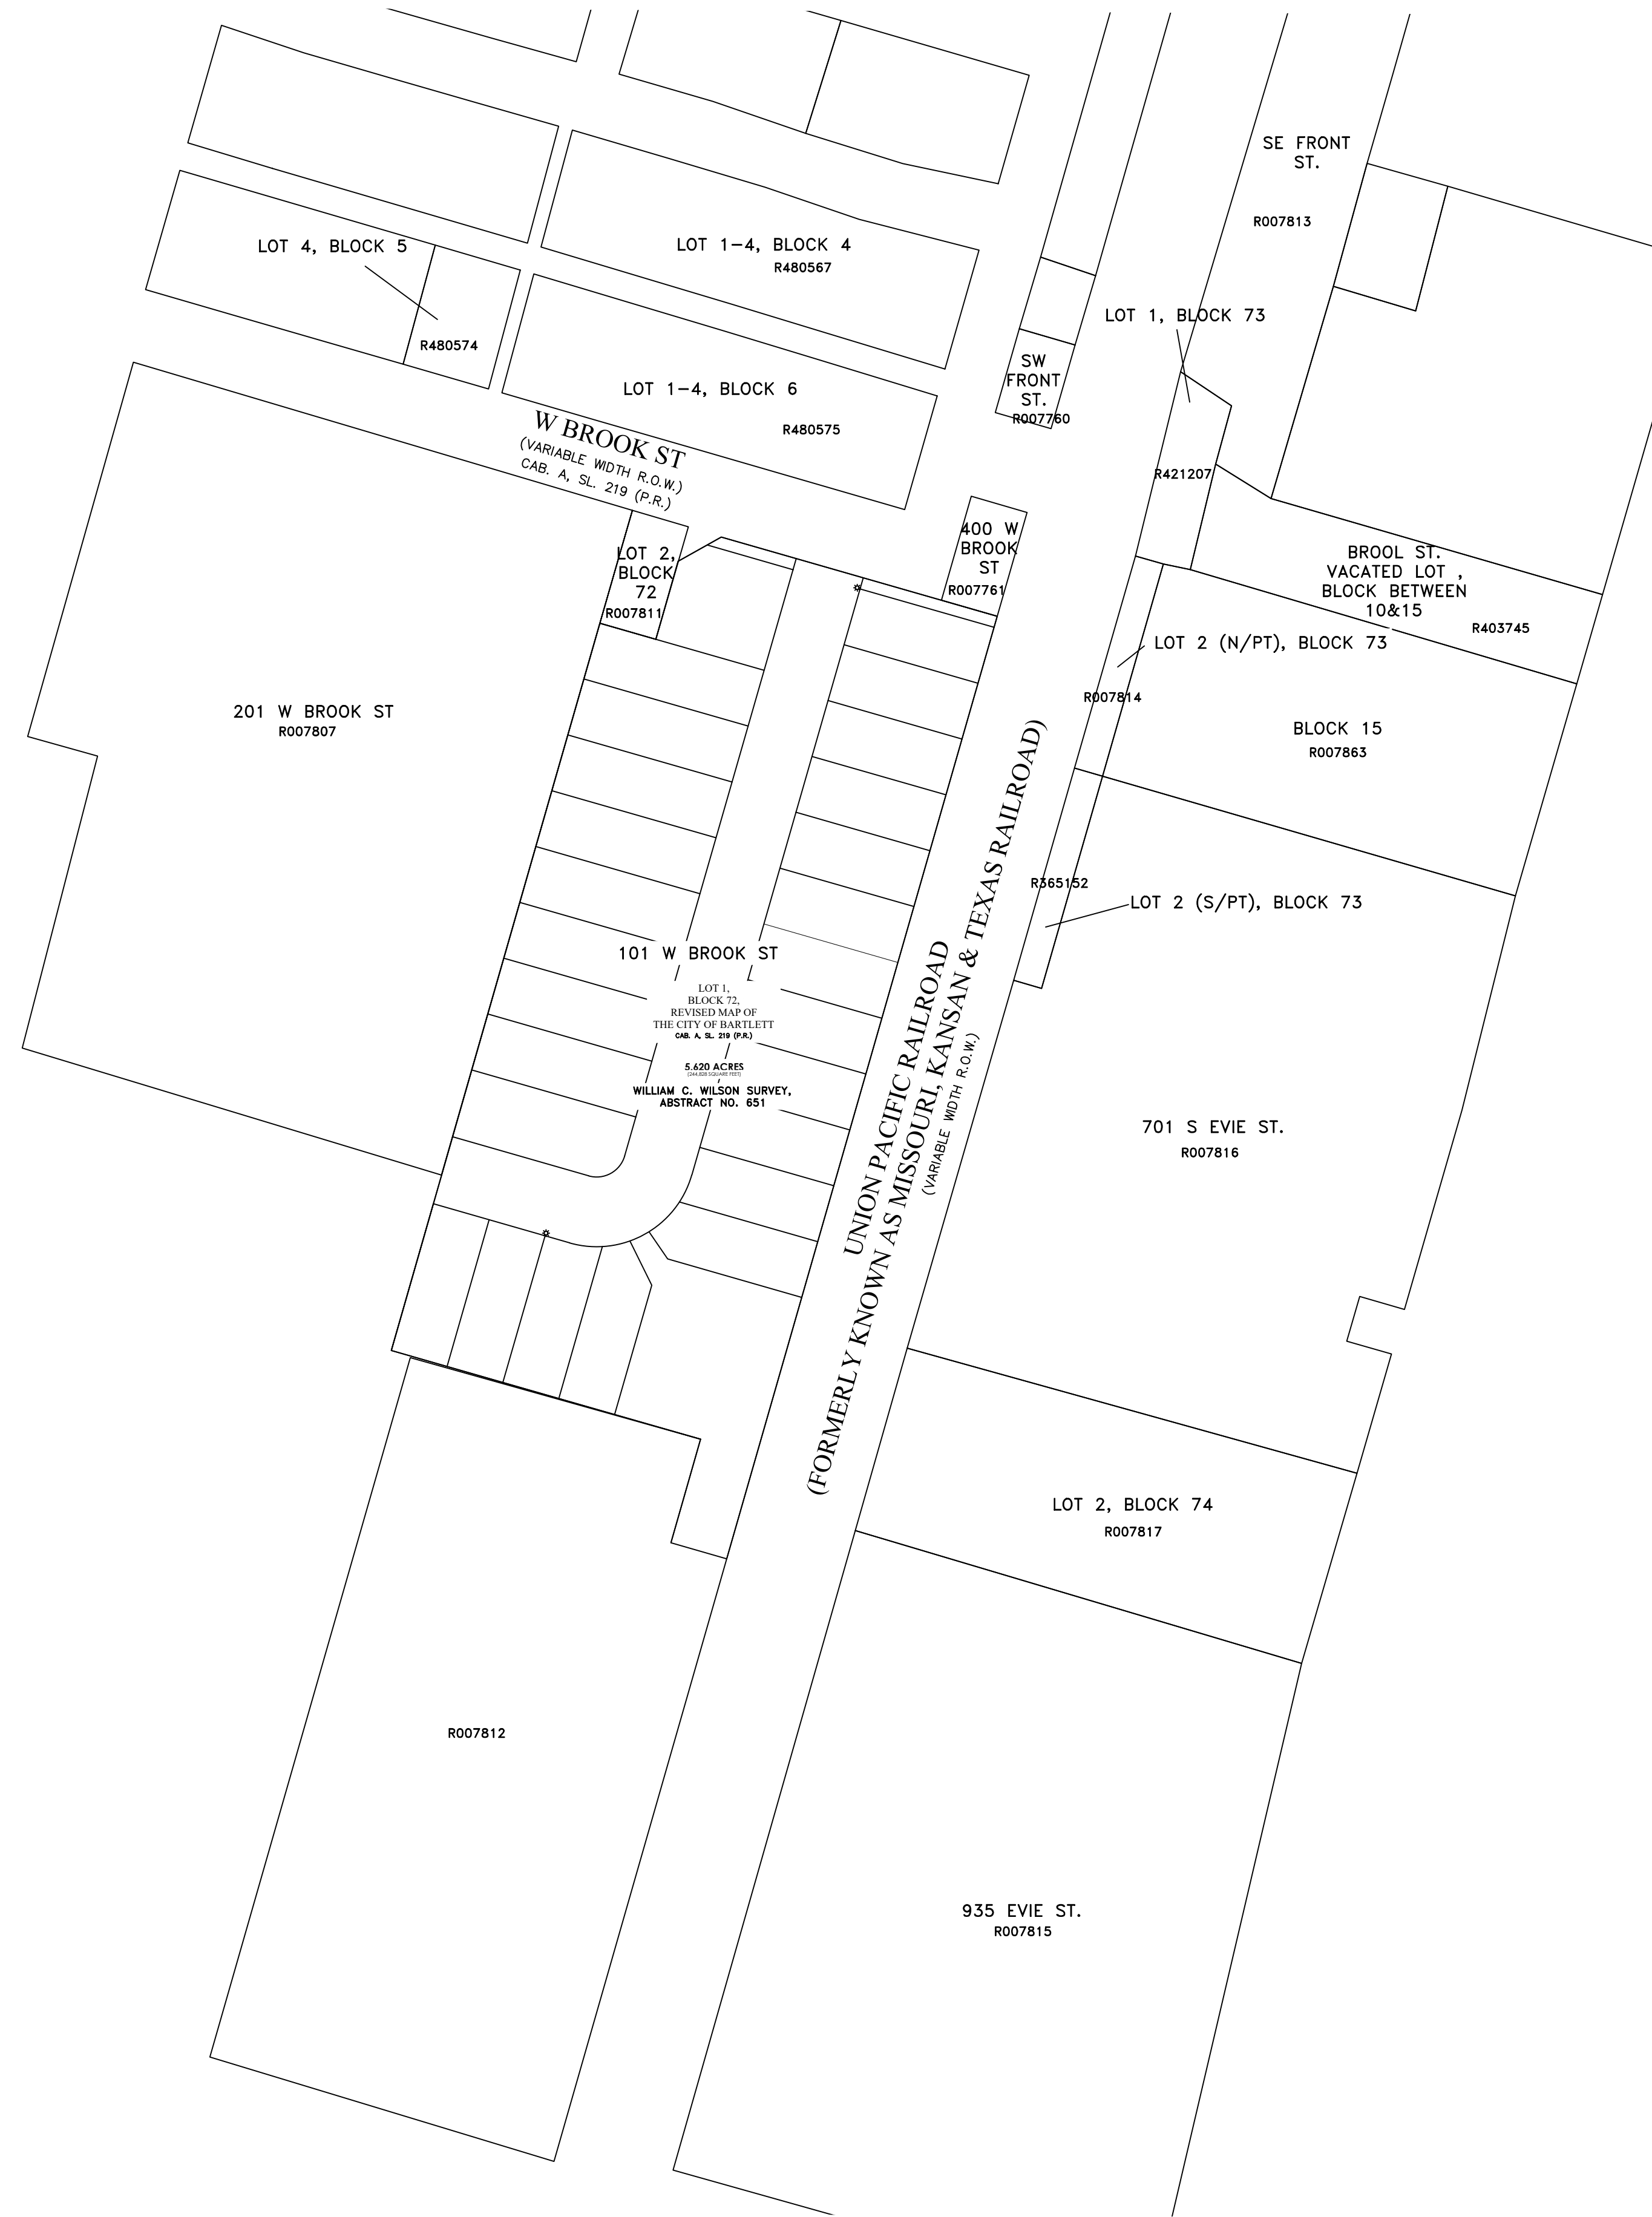 SE FRONT
ST.
R007813
LOT 4, BLOCK 5
R480574
LOT 1-4, BLOCK 4
R480567
LOT 1, BLOCK 73
SW
FRONT
ST.
R007760
LOT 1-4, BLOCK 6
R480575
W BROOK ST
(VARIABLE WIDTH R.O.W.)
CAB. A, SL. 219 (P.R.)
R421207
400 W
BROOK
ST
R007761
LOT 2,
BLOCK
72
R007811
BROOL ST.
VACATED LOT ,
BLOCK BETWEEN
10&15
R403745
LOT 2 (N/PT), BLOCK 73
R007814
201 W BROOK ST
R007807
BLOCK 15
R007863
R365152
LOT 2 (S/PT), BLOCK 73
101 W BROOK ST
LOT 1,
BLOCK 72,
REVISED MAP OF
THE CITY OF BARTLETT
CAB. A, SL. 219 (P.R.)
5.620 ACRES
(244,828 SQUARE FEET)
WILLIAM C. WILSON SURVEY,
ABSTRACT NO. 651
UNION PACIFIC RAILROAD
(FORMERLY KNOWN AS MISSOURI, KANSAN & TEXAS RAILROAD)
(VARIABLE WIDTH R.O.W.)
701 S EVIE ST.
R007816
LOT 2, BLOCK 74
R007817
R007812
935 EVIE ST.
R007815